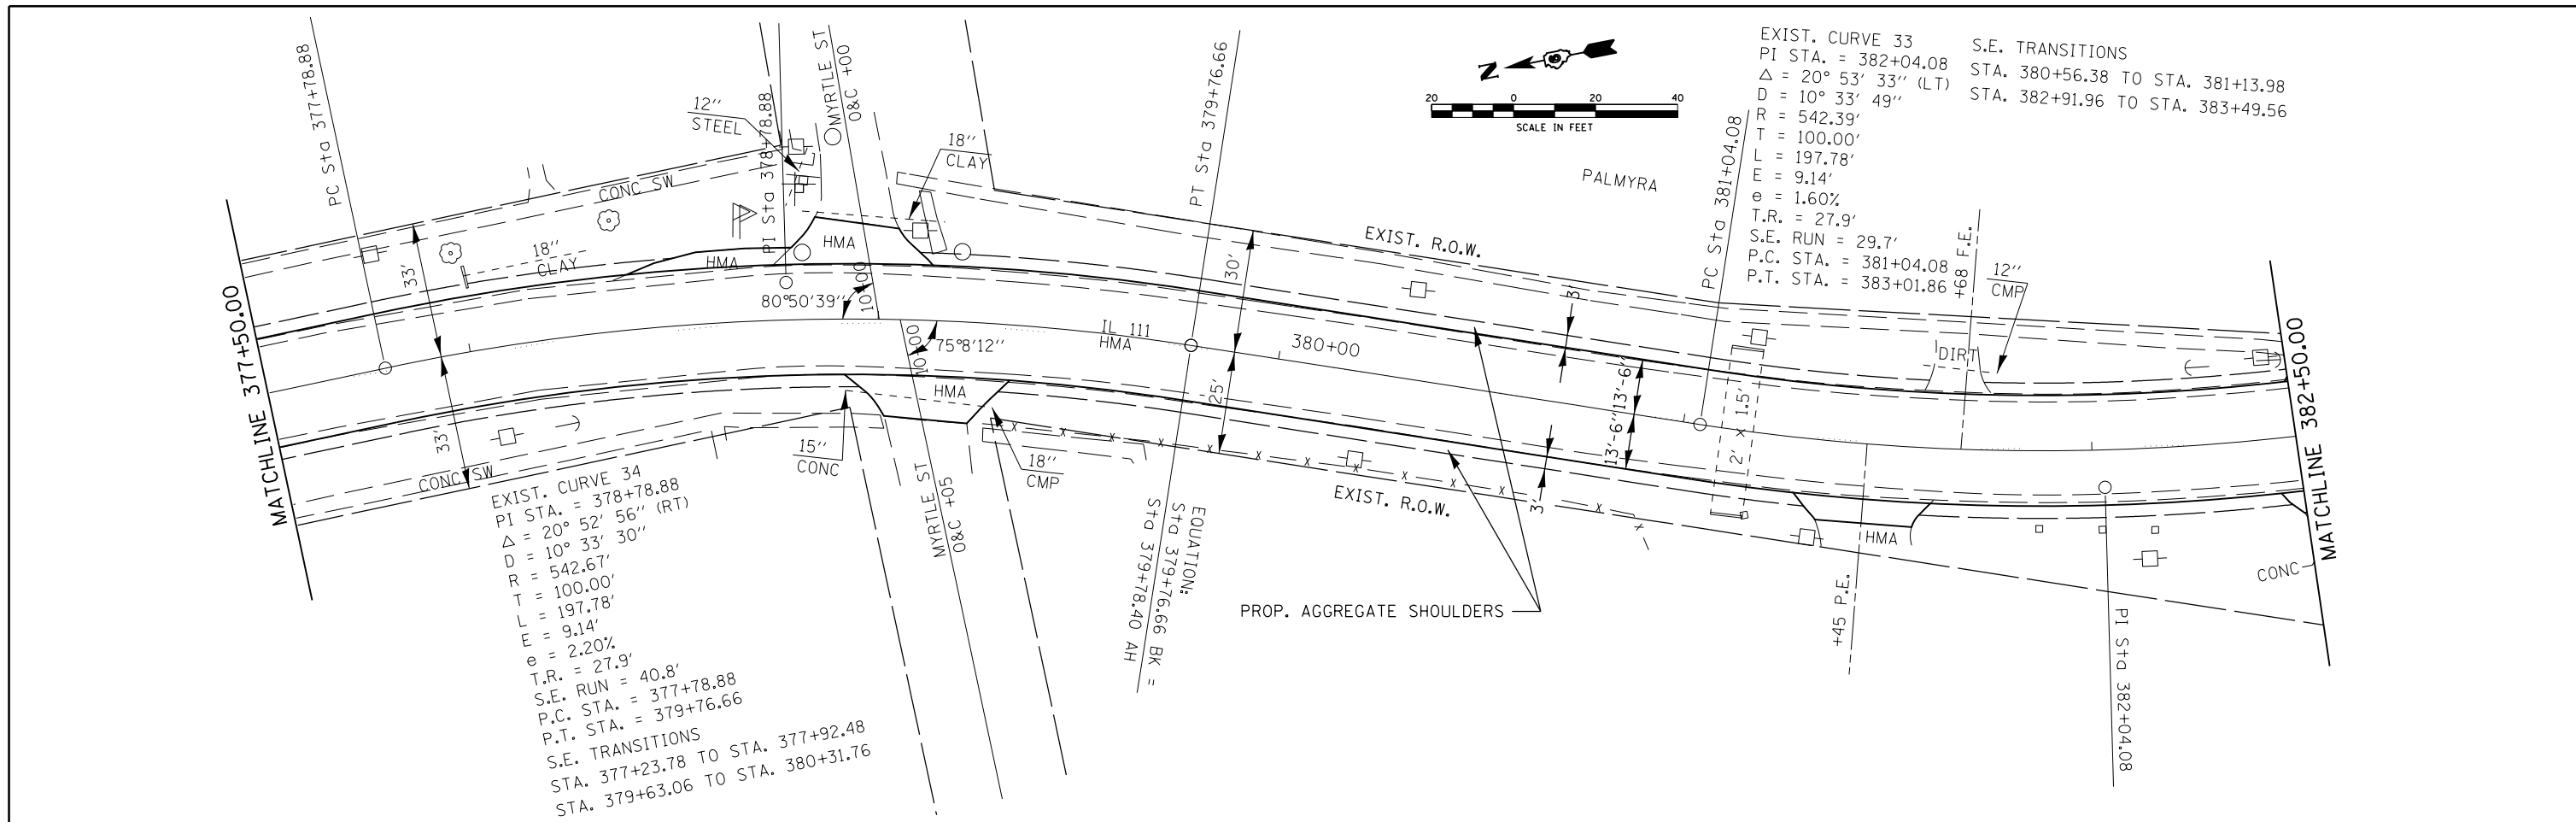 MATCHLINE 377+50.00
PC Sta 377+78.88
33'
33'
CONC SW
18" CLAY
CONC SW
12"
STEEL
PI Sta 378+78.88
MYRTLE ST
0&C +00
18"
CLAY
HMA
HMA
10+00
80°50'39"
10+00
75°8'12"
HMA
15"
CONC
18"
CMP
MYRTLE ST
0&C +05
EXIST. CURVE 34
PI STA. = 378+78.88
Δ = 20° 52' 56" (RT)
D = 10° 33' 30"
R = 542.67'
T = 100.00'
L = 197.78'
E = 9.14'
e = 2.20%
T.R. = 27.9'
S.E. RUN = 40.8'
P.C. STA. = 377+78.88
P.T. STA. = 379+76.66
S.E. TRANSITIONS
STA. 377+23.78 TO STA. 377+92.48
STA. 379+63.06 TO STA. 380+31.76
PT Sta 379+76.66
30'
25'
IL 111
HMA
380+00
EQUATION:
Sta 379+76.66 BK =
Sta 379+78.40 AH
EXIST. R.O.W.
EXIST. R.O.W.
N
20 0 20 40
SCALE IN FEET
PALMYRA
3'
3'
13'-6"
13'-6"
PROP. AGGREGATE SHOULDERS
PC Sta 381+04.08
2' x 1.5'
EXIST. CURVE 33
PI STA. = 382+04.08
Δ = 20° 53' 33" (LT)
D = 10° 33' 49"
R = 542.39'
T = 100.00'
L = 197.78'
E = 9.14'
e = 1.60%
T.R. = 27.9'
S.E. RUN = 29.7'
P.C. STA. = 381+04.08
P.T. STA. = 383+01.86
S.E. TRANSITIONS
STA. 380+56.38 TO STA. 381+13.98
STA. 382+91.96 TO STA. 383+49.56
+68 F.E.
12"
CMP
DIRT
HMA
+45 P.E.
CONC
PI Sta 382+04.08
MATCHLINE 382+50.00